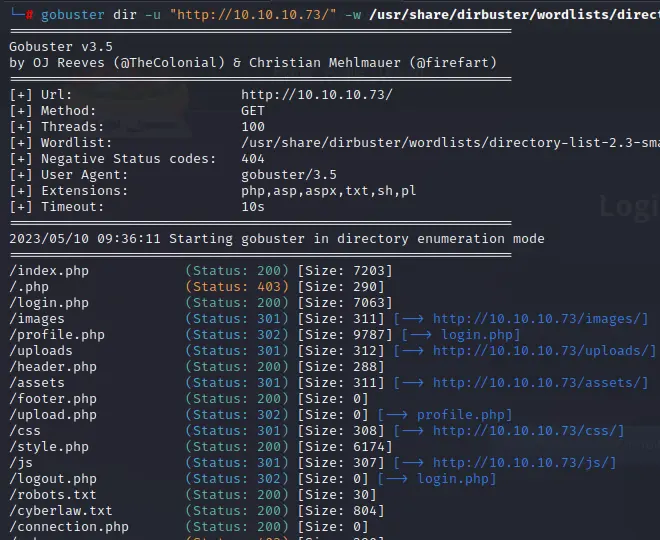 └─# gobuster dir -u "http://10.10.10.73/" -w /usr/share/dirbuster/wordlists/direct
===============================================================
Gobuster v3.5
by OJ Reeves (@TheColonial) & Christian Mehlmauer (@firefart)
===============================================================
[+] Url:                     http://10.10.10.73/
[+] Method:                  GET
[+] Threads:                 100
[+] Wordlist:                /usr/share/dirbuster/wordlists/directory-list-2.3-sma
[+] Negative Status codes:   404
[+] User Agent:              gobuster/3.5
[+] Extensions:              php,asp,aspx,txt,sh,pl
[+] Timeout:                 10s
Logi
===============================================================
2023/05/10 09:36:11 Starting gobuster in directory enumeration mode
===============================================================
/index.php            (Status: 200) [Size: 7203]
/.php                 (Status: 403) [Size: 290]
/login.php            (Status: 200) [Size: 7063]
/images               (Status: 301) [Size: 311] [--> http://10.10.10.73/images/]
/profile.php          (Status: 302) [Size: 9787] [--> login.php]
/uploads              (Status: 301) [Size: 312] [--> http://10.10.10.73/uploads/]
/header.php           (Status: 200) [Size: 288]
/assets               (Status: 301) [Size: 311] [--> http://10.10.10.73/assets/]
/footer.php           (Status: 200) [Size: 0]
/upload.php           (Status: 302) [Size: 0] [--> profile.php]
/css                  (Status: 301) [Size: 308] [--> http://10.10.10.73/css/]
/style.php            (Status: 200) [Size: 6174]
/js                   (Status: 301) [Size: 307] [--> http://10.10.10.73/js/]
/logout.php           (Status: 302) [Size: 0] [--> login.php]
/robots.txt           (Status: 200) [Size: 30]
/cyberlaw.txt         (Status: 200) [Size: 804]
/connection.php       (Status: 200) [Size: 0]